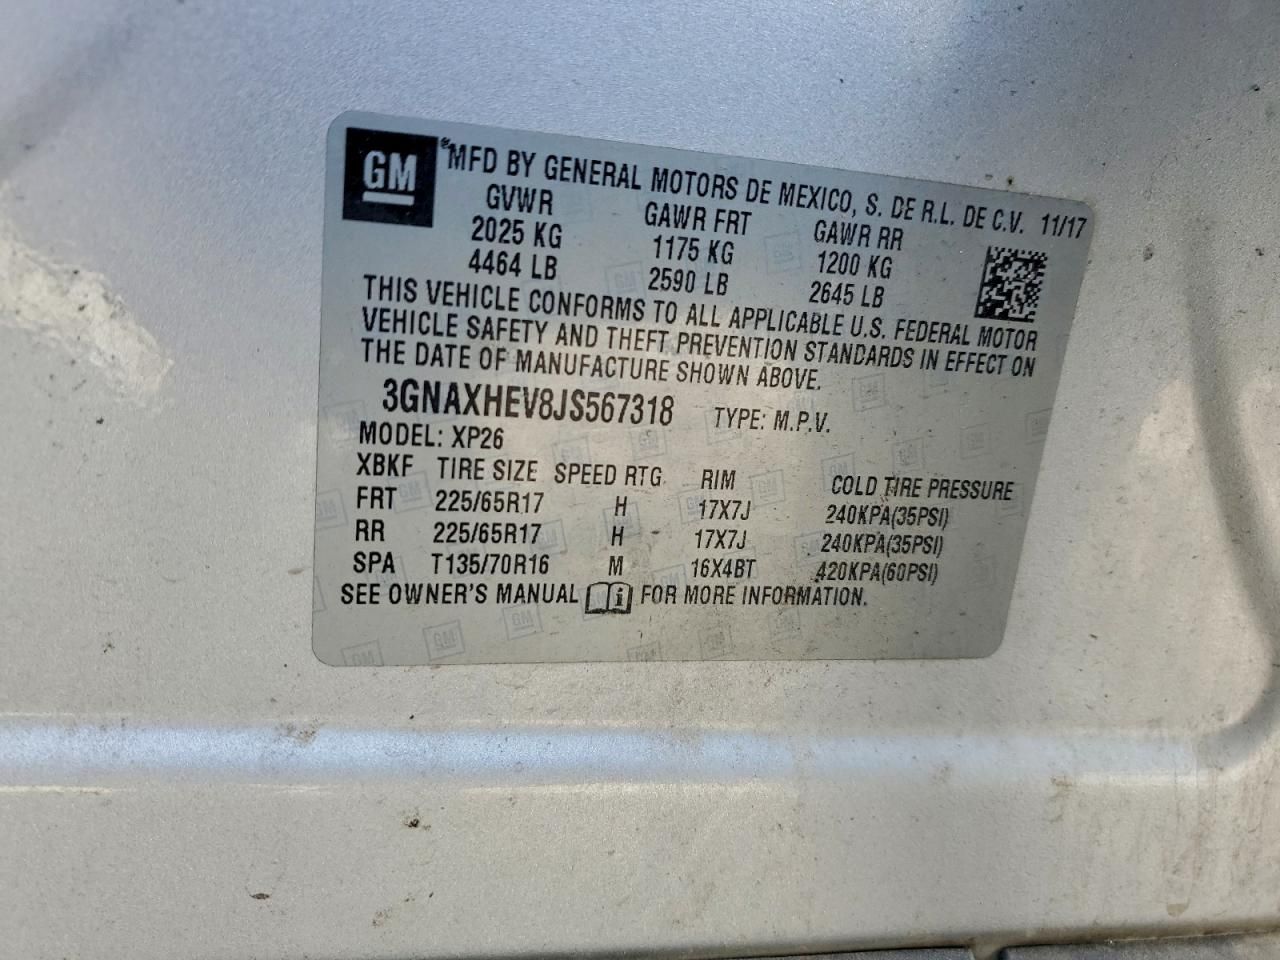 GM
MFD BY GENERAL MOTORS DE MEXICO, S. DE R.L. DE C.V. 11/17
GVWR GAWR FRT GAWR RR
2025 KG 1175 KG 1200 KG
4464 LB 2590 LB 2645 LB
THIS VEHICLE CONFORMS TO ALL APPLICABLE U.S. FEDERAL MOTOR
VEHICLE SAFETY AND THEFT PREVENTION STANDARDS IN EFFECT ON
THE DATE OF MANUFACTURE SHOWN ABOVE.
3GNAXHEV8JS567318 TYPE: M.P.V.
MODEL: XP26
XBKF TIRE SIZE SPEED RTG RIM COLD TIRE PRESSURE
FRT 225/65R17 H 17X7J 240KPA(35PSI)
RR 225/65R17 H 17X7J 240KPA(35PSI)
SPA T135/70R16 M 16X4BT 420KPA(60PSI)
SEE OWNER'S MANUAL i FOR MORE INFORMATION.